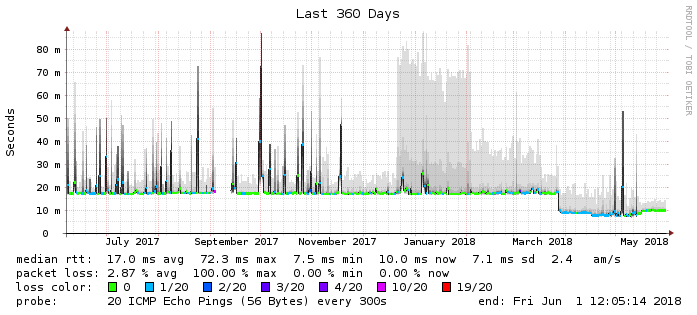 Last 360 Days
RRDTOOL / TOBI OETIKER
Seconds
80 m
70 m
60 m
50 m
40 m
30 m
20 m
10 m
0
July 2017 September 2017 November 2017 January 2018 March 2018 May 2018
median rtt: 17.0 ms avg 72.3 ms max 7.5 ms min 10.0 ms now 7.1 ms sd 2.4 am/s
packet loss: 2.87 % avg 100.00 % max 0.00 % min 0.00 % now
loss color: 0 1/20 2/20 3/20 4/20 10/20 19/20
probe: 20 ICMP Echo Pings (56 Bytes) every 300s end: Fri Jun 1 12:05:14 2018